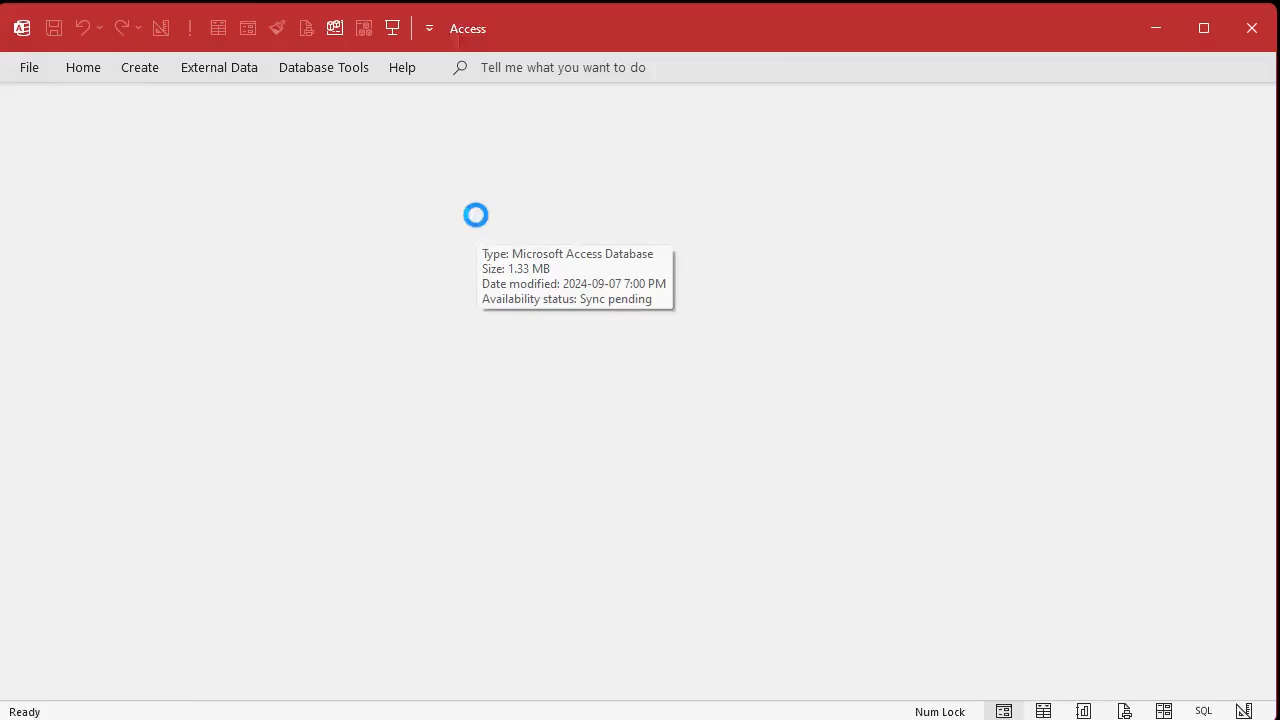 Access
File Home Create External Data Database Tools Help Tell me what you want to do
Type: Microsoft Access Database
Size: 1.33 MB
Date modified: 2024-09-07 7:00 PM
Availability status: Sync pending
Ready Num Lock SQL